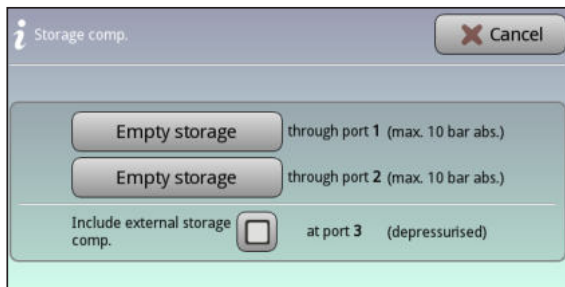 i Storage comp.
Cancel
Empty storage through port 1 (max. 10 bar abs.)
Empty storage through port 2 (max. 10 bar abs.)
Include external storage
comp. at port 3 (depressurised)